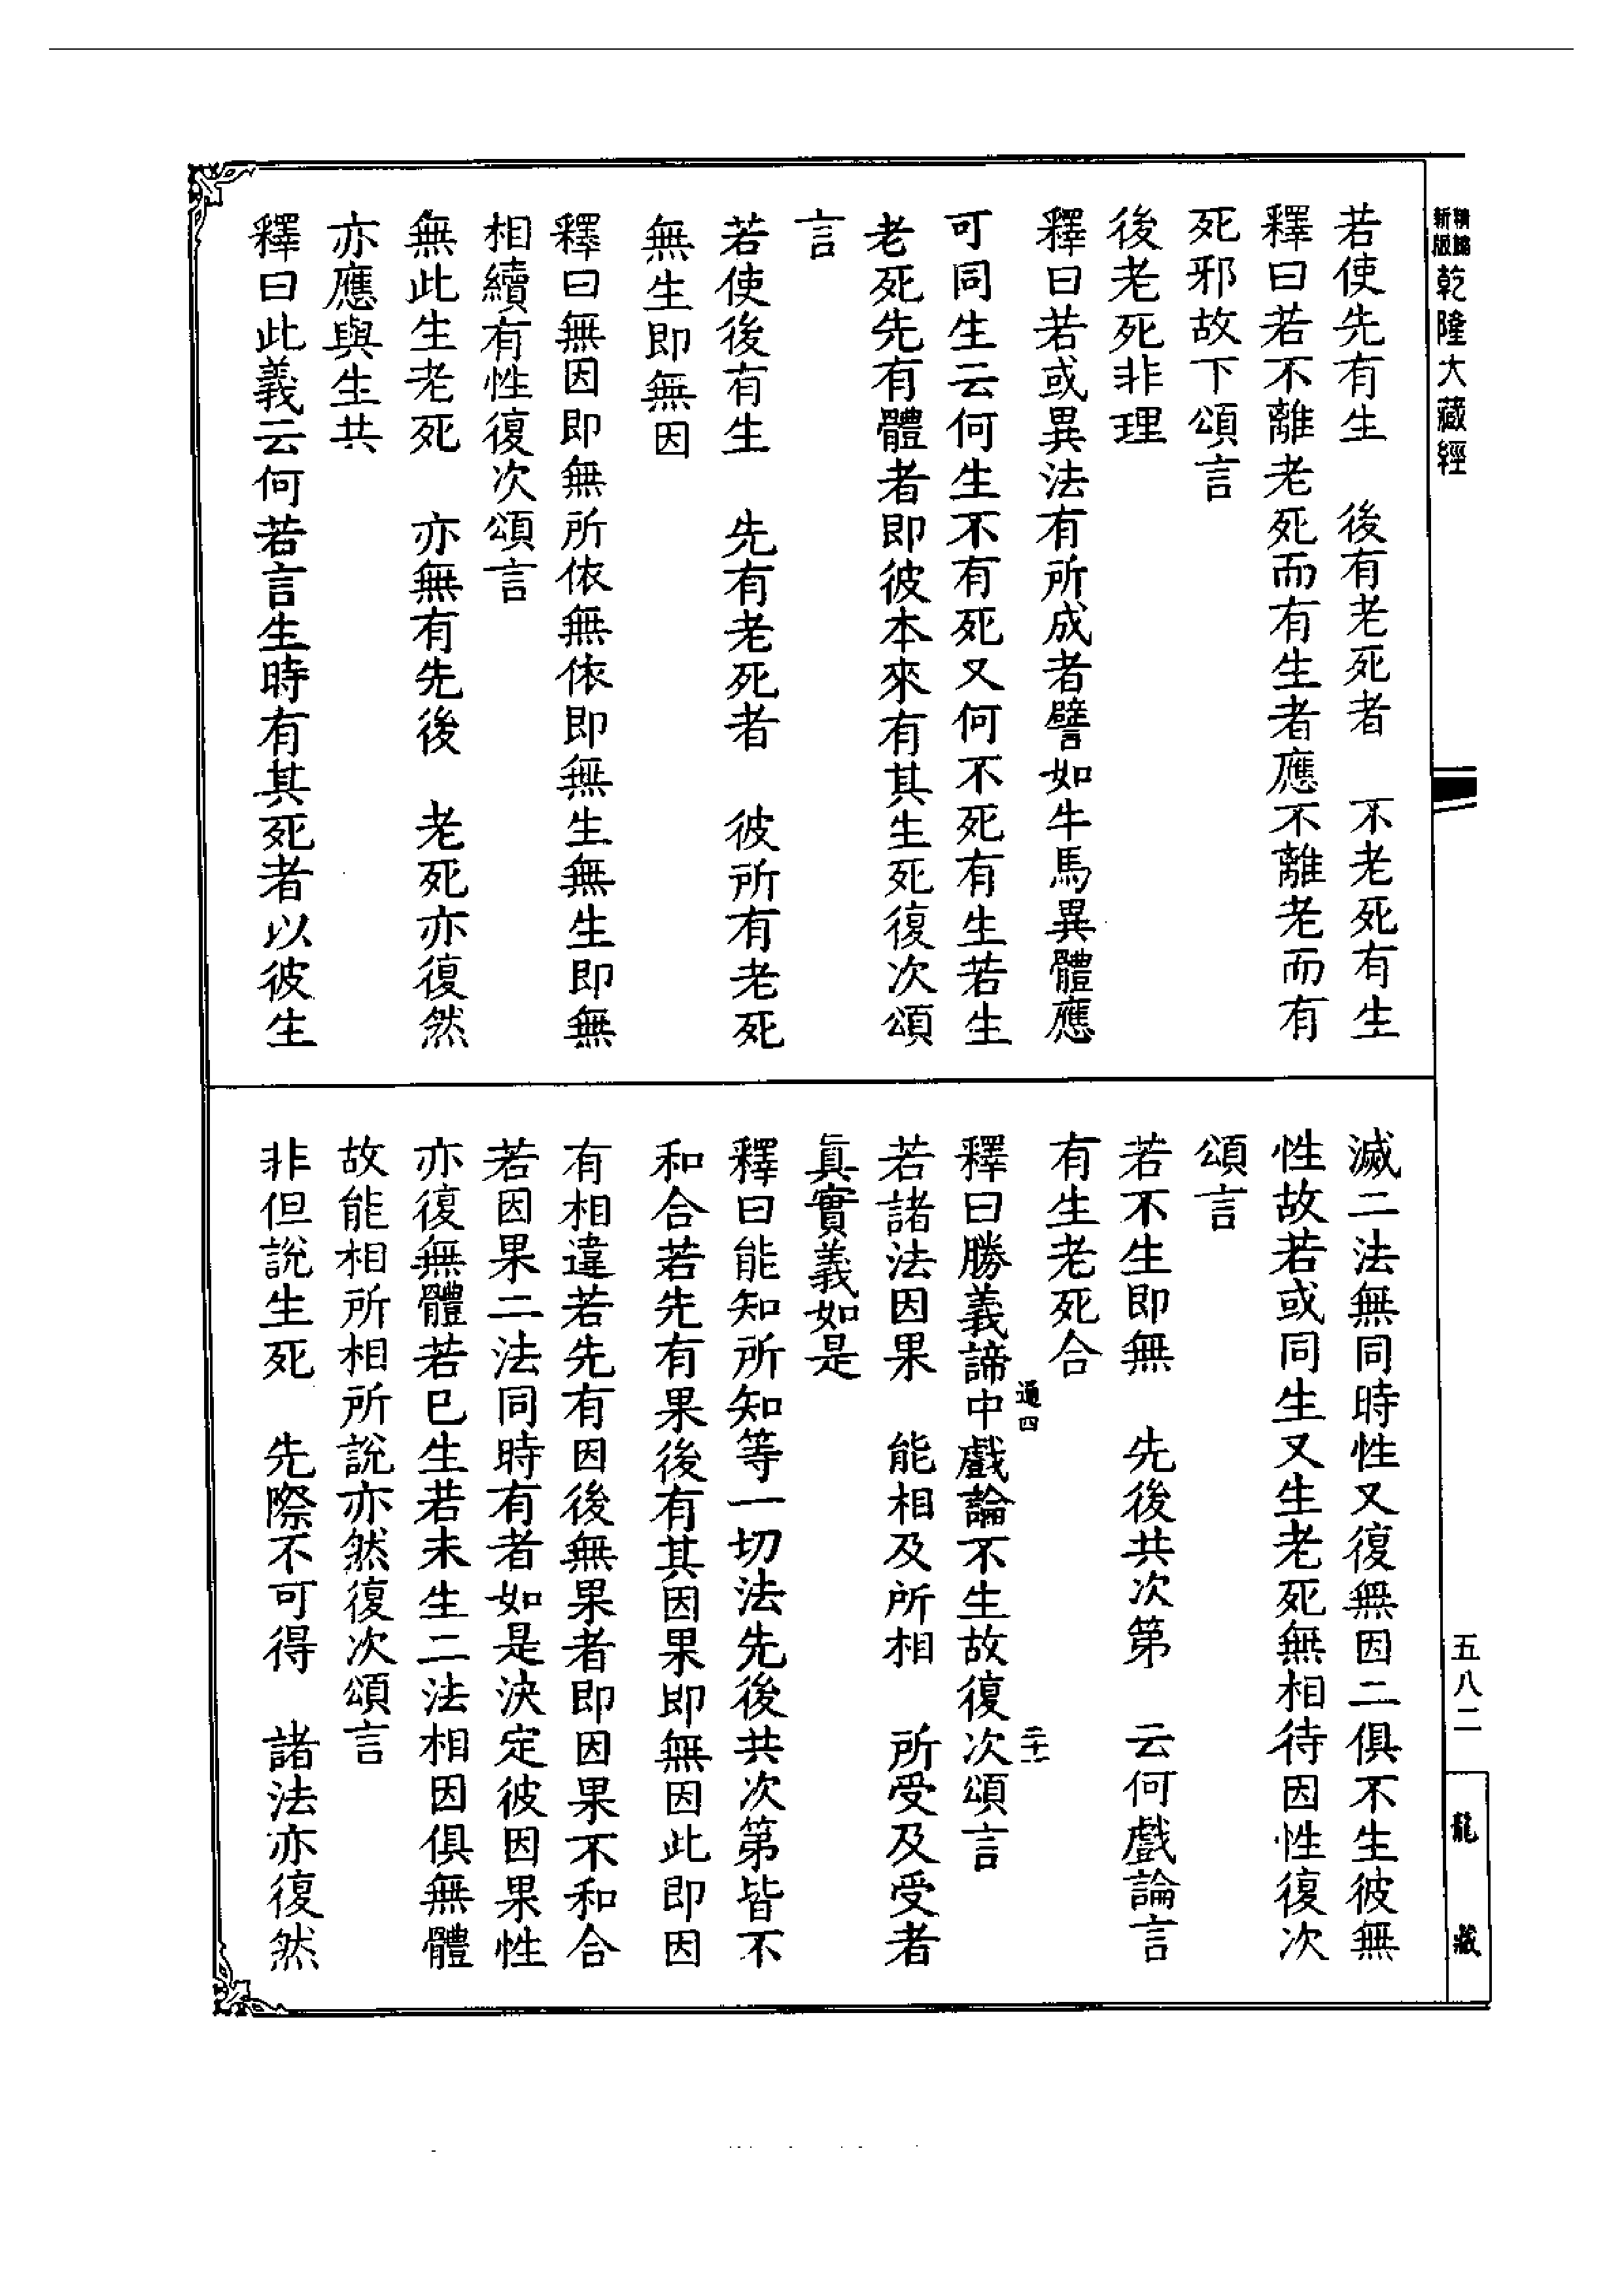 新版精編乾隆大藏經
若使先有生　後有老死者　不老死有生
釋曰若不離老死而有生者應不離老而有
死邪故下頌言
後老死非理
釋曰若或異法有所成者譬如牛馬異體應
可同生云何生不有死又何不死有生若生
老死先有體者即彼本來有其生死復次頌
言
若使後有生　先有老死者　彼所有老死
無生即無因
釋曰無因即無所依無依即無生無生即無
相續有性復次頌言
無此生老死　亦無有先後　老死亦復然
亦應與生共
釋曰此義云何若言生時有其死者以彼生
滅二法無同時性又復無因二俱不生彼無
性故若或同生又生老死無相待因性復次
頌言
若不生即無　先後共次第　云何戲論言
有生老死合
通四
二十一
釋曰勝義諦中戲論不生故復次頌言
若諸法因果　能相及所相　所受及受者
真實義如是
釋曰能知所知等一切法先後共次第皆不
和合若先有果後有其因果即無因此即因
有相違若先有因後無果者即因果不和合
若因果二法同時有者如是決定彼因果性
亦復無體若已生若未生二法相因俱無體
故能相所相所說亦然復次頌言
非但說生死　先際不可得　諸法亦復然
五八二
龍藏